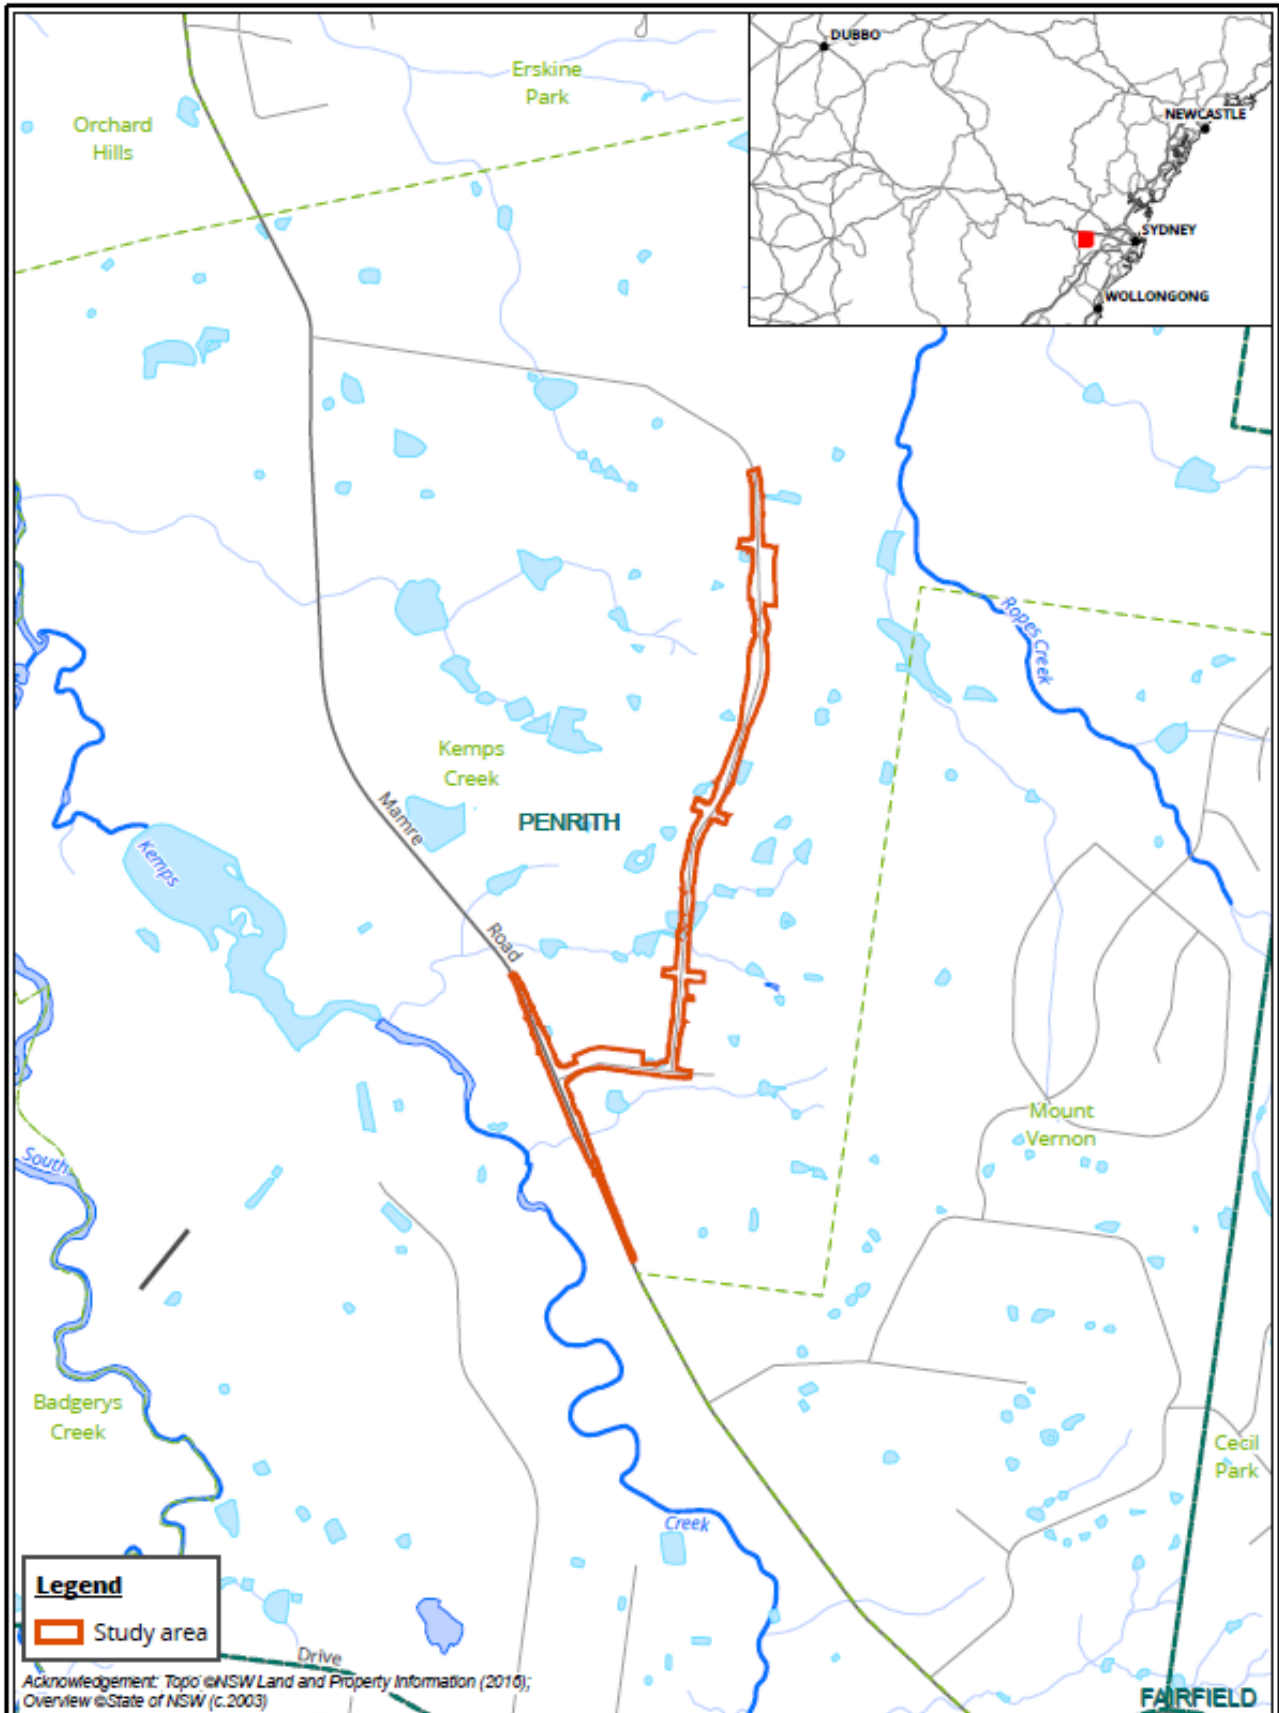 DUBBO
NEWCASTLE
SYDNEY
WOLLONGONG
Erskine
Park
Orchard
Hills
Ropes Creek
Kemps
Creek
Mamre
PENRITH
Kemps
Road
Mount
Vernon
South
Badgerys
Creek
Cecil
Park
Creek
Legend
Study area
Drive
Acknowledgement: Topo ©NSW Land and Property Information (2016);
Overview ©State of NSW (c.2003)
FAIRFIELD